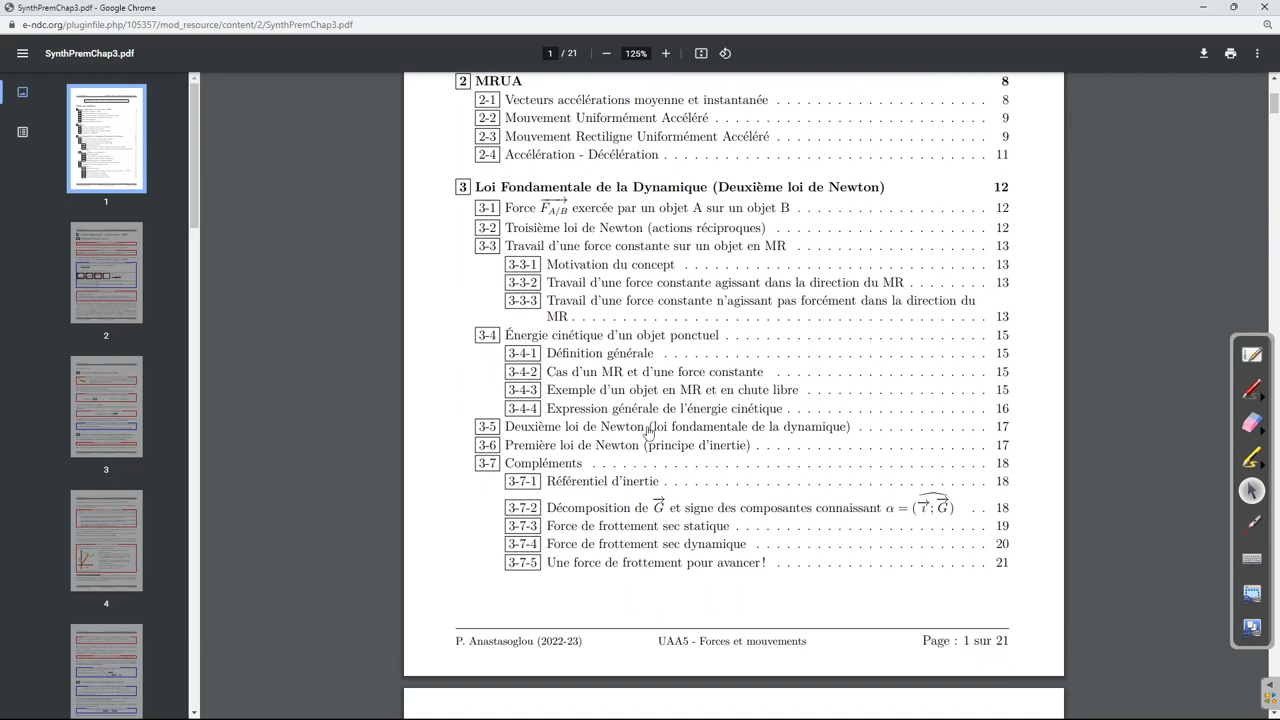 SynthPremChap3.pdf - Google Chrome
e-ndc.org/pluginfile.php/105357/mod_resource/content/2/SynthPremChap3.pdf
SynthPremChap3.pdf
1 / 21
125%
2 MRUA 8
2-1 Vecteurs accélérations moyenne et instantanée 8
2-2 Mouvement Uniformément Accéléré 9
2-3 Mouvement Rectiligne Uniformément Accéléré
2-4 Accélération - Décélération 11
3 Loi fondamentale de la Dynamique (Deuxième loi de Newton) 12
3-1 Force exercée par un objet A sur un objet B 12
3-2 loi de Newton 12
3-3 d'une force constante sur un objet en MR 13
3-3-1 Motivation du concept 13
3-3-2 Travail d'une force constante agissant dans la direction du MR 13
3-3-3 Travail d'une force constante n'agissant pas forcément dans la direction du
MR 13
3-4 Énergie cinétique d'un objet ponctuel 15
3-4-1 Définition générale 15
3-4-2 Cas d'un MR et d'une force constante 15
3-4-3 Exemple d'un objet en MR et en chute 15
3-4-4 Expression générale de l'énergie cinétique 16
3-5 loi de Newton (loi fondamentale de la dynamique) 17
3-6 Première loi de Newton (principe d'inertie) 17
3-7 Compléments 18
3-7-1 Référentiel d'inertie 18
3-7-2 Décomposition de G et signe des composantes connaissant α = (i ; G) 18
3-7-3 Force de frottement sec statique 19
3-7-4 Force de frottement sec dynamique 20
3-7-5 Une force de frottement pour avancer ! 21
UAA5 - Forces et mouvements
Page - 1 sur 21
1
2
3
4